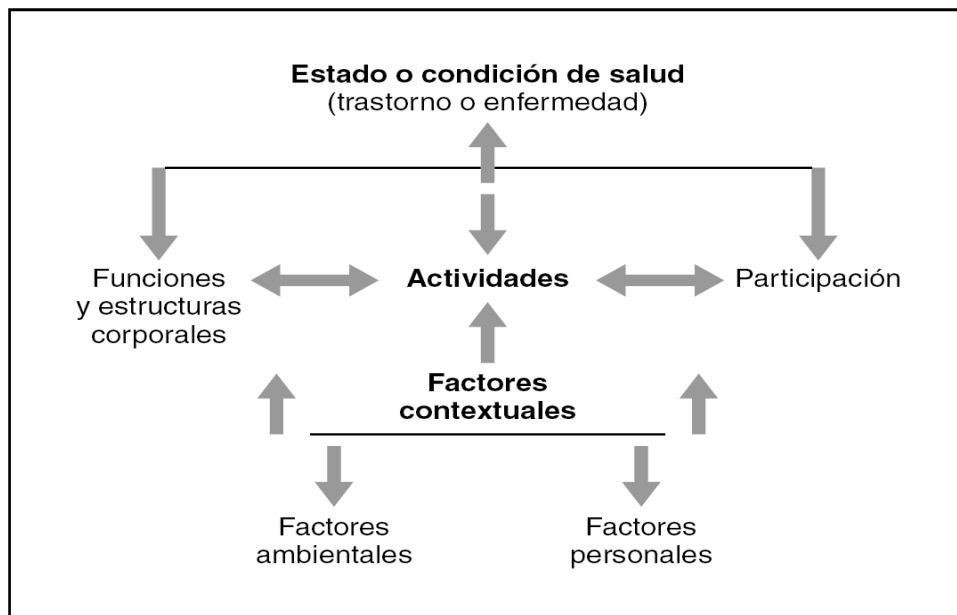 Estado o condición de salud
(trastorno o enfermedad)
Funciones
y estructuras
corporales
Actividades
Participación
Factores
contextuales
Factores
ambientales
Factores
personales